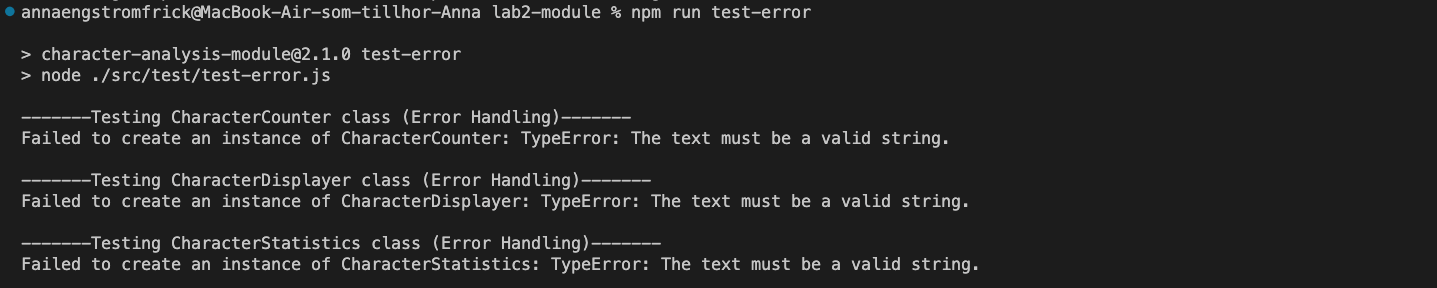 annaengstromfrick@MacBook-Air-som-tillhor-Anna lab2-module % npm run test-error
> character-analysis-module@2.1.0 test-error
> node ./src/test/test-error.js
-------Testing CharacterCounter class (Error Handling)-------
Failed to create an instance of CharacterCounter: TypeError: The text must be a valid string.
-------Testing CharacterDisplayer class (Error Handling)-------
Failed to create an instance of CharacterDisplayer: TypeError: The text must be a valid string.
-------Testing CharacterStatistics class (Error Handling)-------
Failed to create an instance of CharacterStatistics: TypeError: The text must be a valid string.